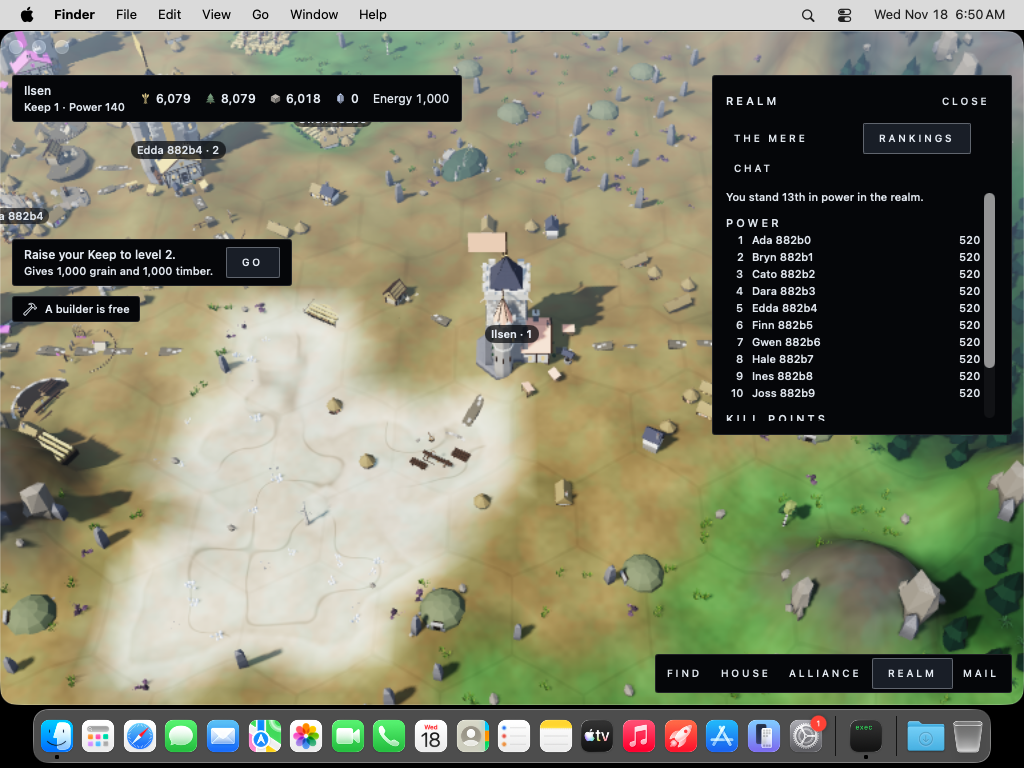 Finder File Edit View Go Window Help
Wed Nov 18 6:50 AM
Ilsen
Keep 1 · Power 140
6,079
8,079
6,018
0
Energy 1,000
Edda 882b4 · 2
a 882b4
Raise your Keep to level 2.
Gives 1,000 grain and 1,000 timber.
GO
A builder is free
Ilsen · 1
REALM
CLOSE
THE MERE
RANKINGS
CHAT
You stand 13th in power in the realm.
POWER
1 Ada 882b0 520
2 Bryn 882b1 520
3 Cato 882b2 520
4 Dara 882b3 520
5 Edda 882b4 520
6 Finn 882b5 520
7 Gwen 882b6 520
8 Hale 882b7 520
9 Ines 882b8 520
10 Joss 882b9 520
KILL POINTS
FIND HOUSE ALLIANCE REALM MAIL
Wed
18
tv
1
exec